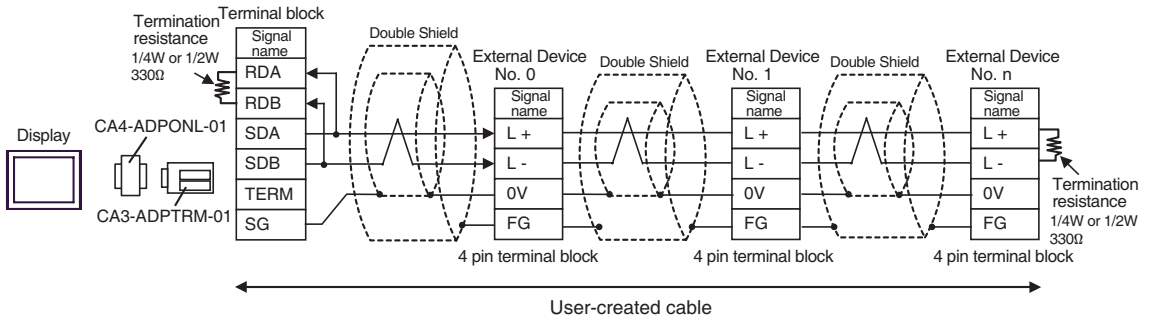 Display
CA4-ADPONL-01
CA3-ADPTRM-01
Termination
resistance
1/4W or 1/2W
330Ω
Terminal block
Signal
name
RDA
RDB
SDA
SDB
TERM
SG
Double Shield
External Device
No. 0
Signal
name
L +
L -
0V
FG
4 pin terminal block
Double Shield
External Device
No. 1
Signal
name
L +
L -
0V
FG
4 pin terminal block
Double Shield
External Device
No. n
Signal
name
L +
L -
0V
FG
4 pin terminal block
Termination
resistance
1/4W or 1/2W
330Ω
User-created cable